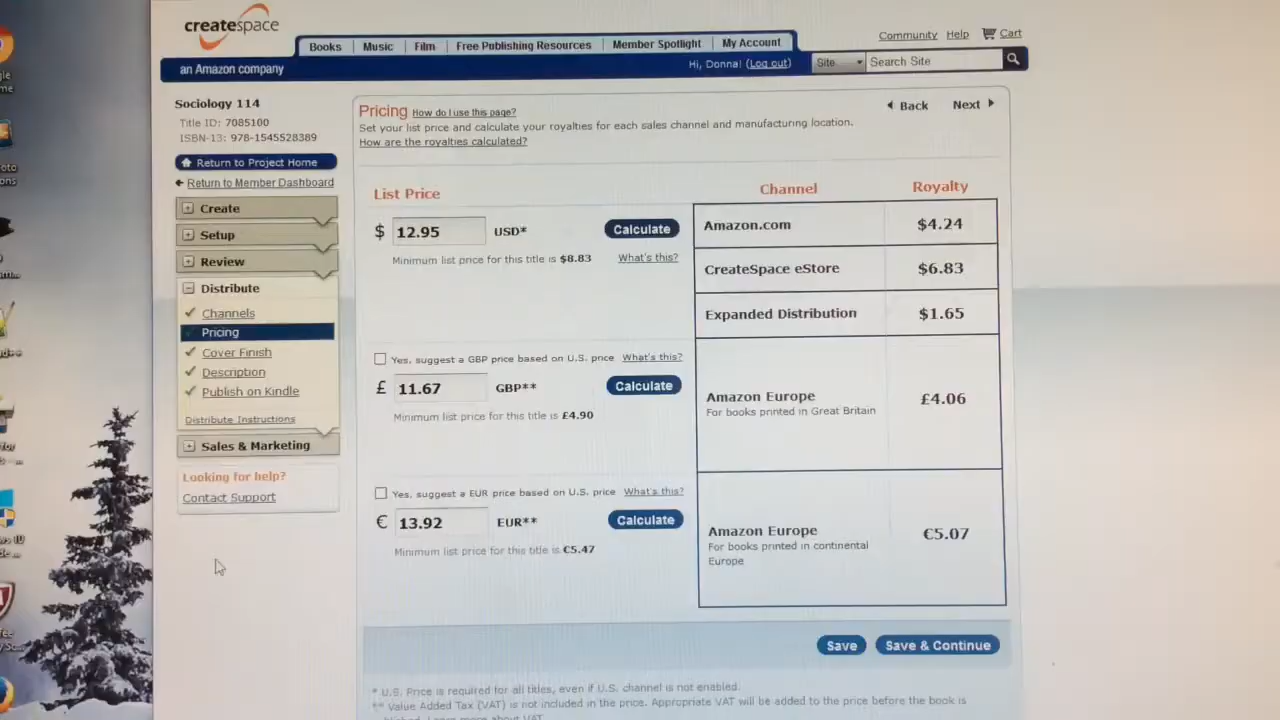 createspace
an Amazon company
Books
Music
Film
Free Publishing Resources
Member Spotlight
My Account
Community
Help
Cart
Hi, Donna! (Log out)
Site
Search Site
Sociology 114
Title ID: 7085100
ISBN-13: 978-1545528389
Return to Project Home
Return to Member Dashboard
Create
Setup
Review
Distribute
Channels
Pricing
Cover Finish
Description
Publish on Kindle
Distribute Instructions
Sales & Marketing
Looking for help?
Contact Support
Pricing How do I use this page?
Back
Next
Set your list price and calculate your royalties for each sales channel and manufacturing location.
How are the royalties calculated?
List Price
Channel
Royalty
$ 12.95 USD*
Calculate
Minimum list price for this title is $8.83
What's this?
Amazon.com $4.24
CreateSpace eStore $6.83
Expanded Distribution $1.65
Yes, suggest a GBP price based on U.S. price What's this?
£ 11.67 GBP**
Calculate
Minimum list price for this title is £4.90
Amazon Europe
For books printed in Great Britain
£4.06
Yes, suggest a EUR price based on U.S. price What's this?
€ 13.92 EUR**
Calculate
Minimum list price for this title is €5.47
Amazon Europe
For books printed in continental
Europe
€5.07
Save
Save & Continue
* U.S. Price is required for all titles, even if U.S. channel is not enabled.
** Value Added Tax (VAT) is not included in the price. Appropriate VAT will be added to the price before the book is